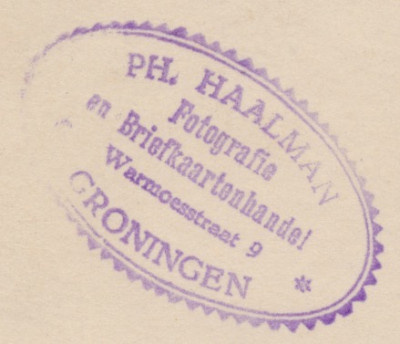 PH. HAALMAN
Fotografie
en Briefkaartenhandel
Warmoesstraat 9
GRONINGEN *